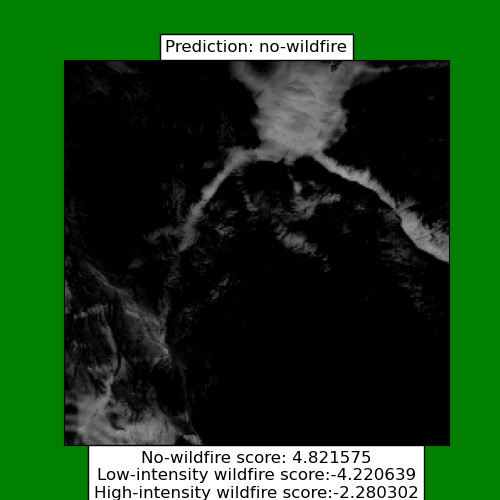 Prediction: no-wildfire
No-wildfire score: 4.821575
Low-intensity wildfire score:-4.220639
High-intensity wildfire score:-2.280302